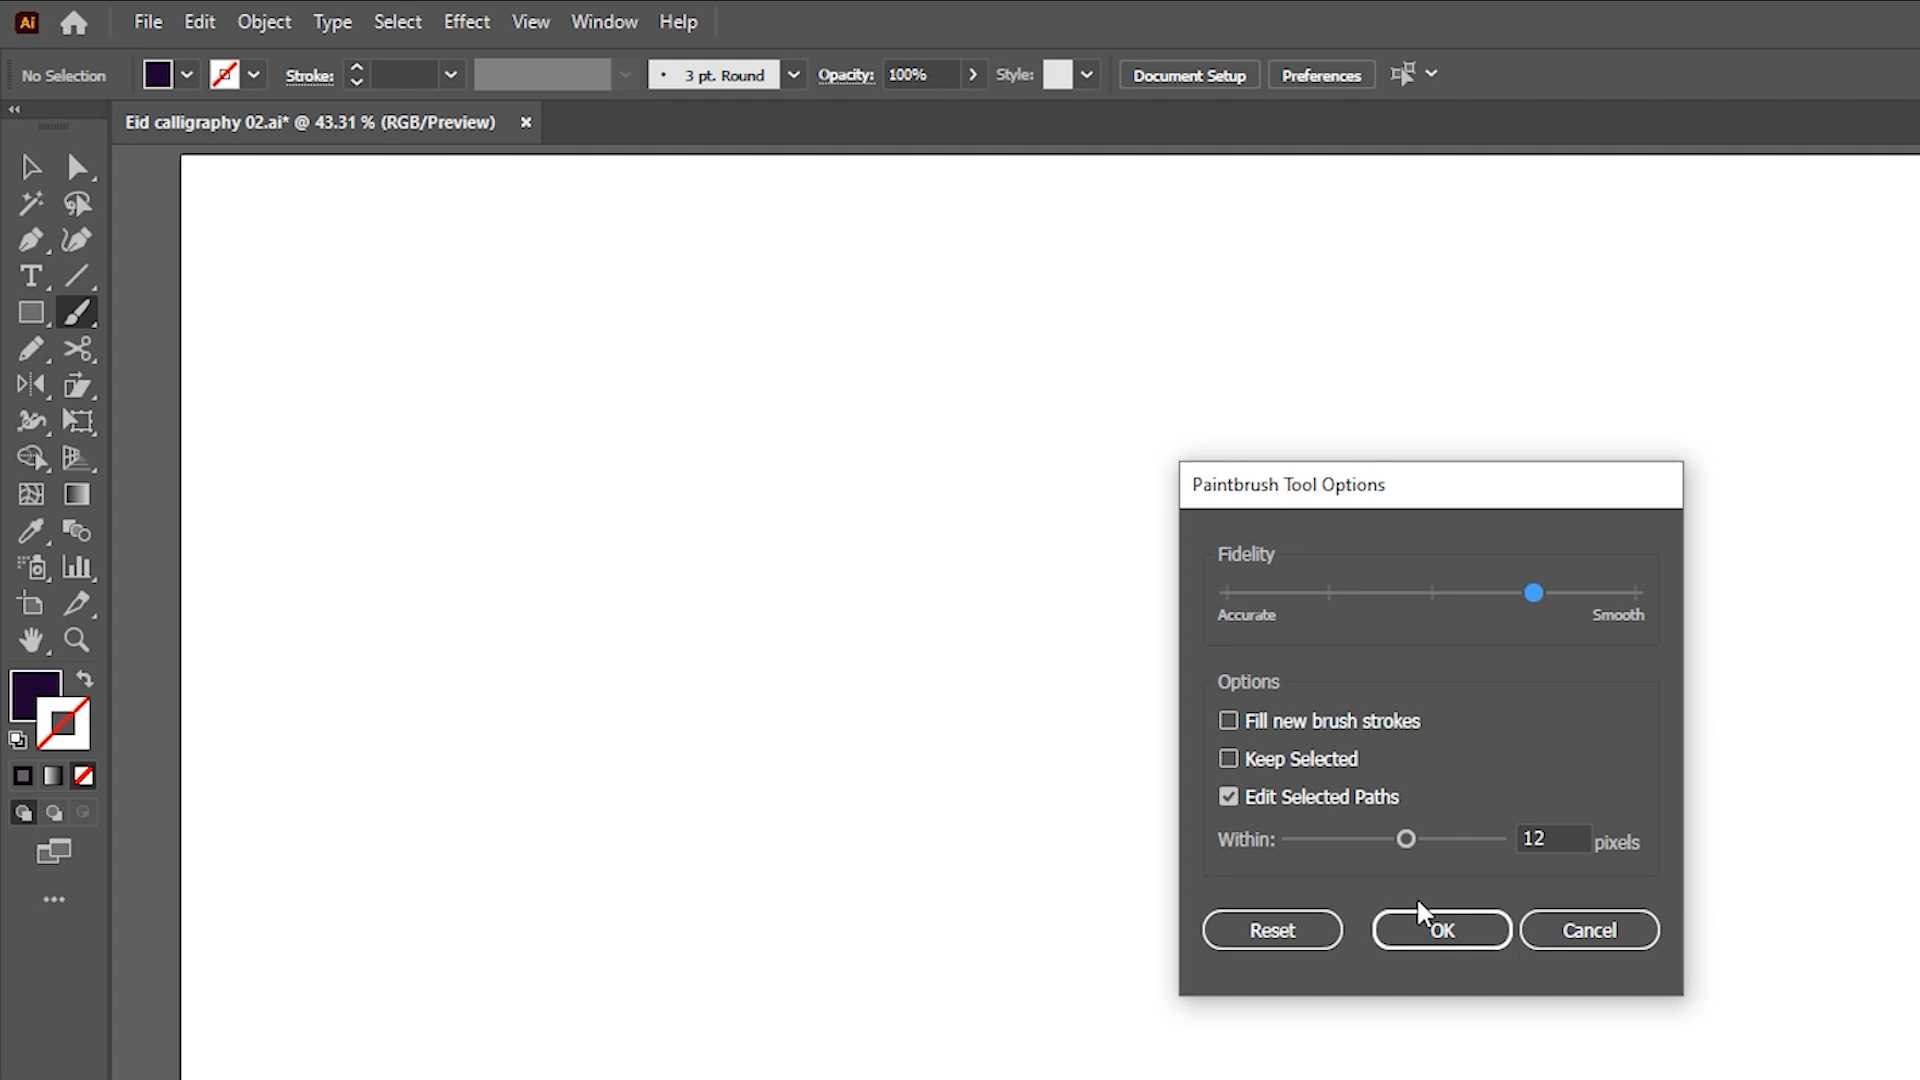 Ai File Edit Object Type Select Effect View Window Help
No Selection Stroke: 3 pt. Round Opacity: 100% Style: Document Setup Preferences
Eid calligraphy 02.ai* @ 43.31 % (RGB/Preview) ×
Paintbrush Tool Options
Fidelity
Accurate Smooth
Options
Fill new brush strokes
Keep Selected
Edit Selected Paths
Within: 12 pixels
Reset OK Cancel